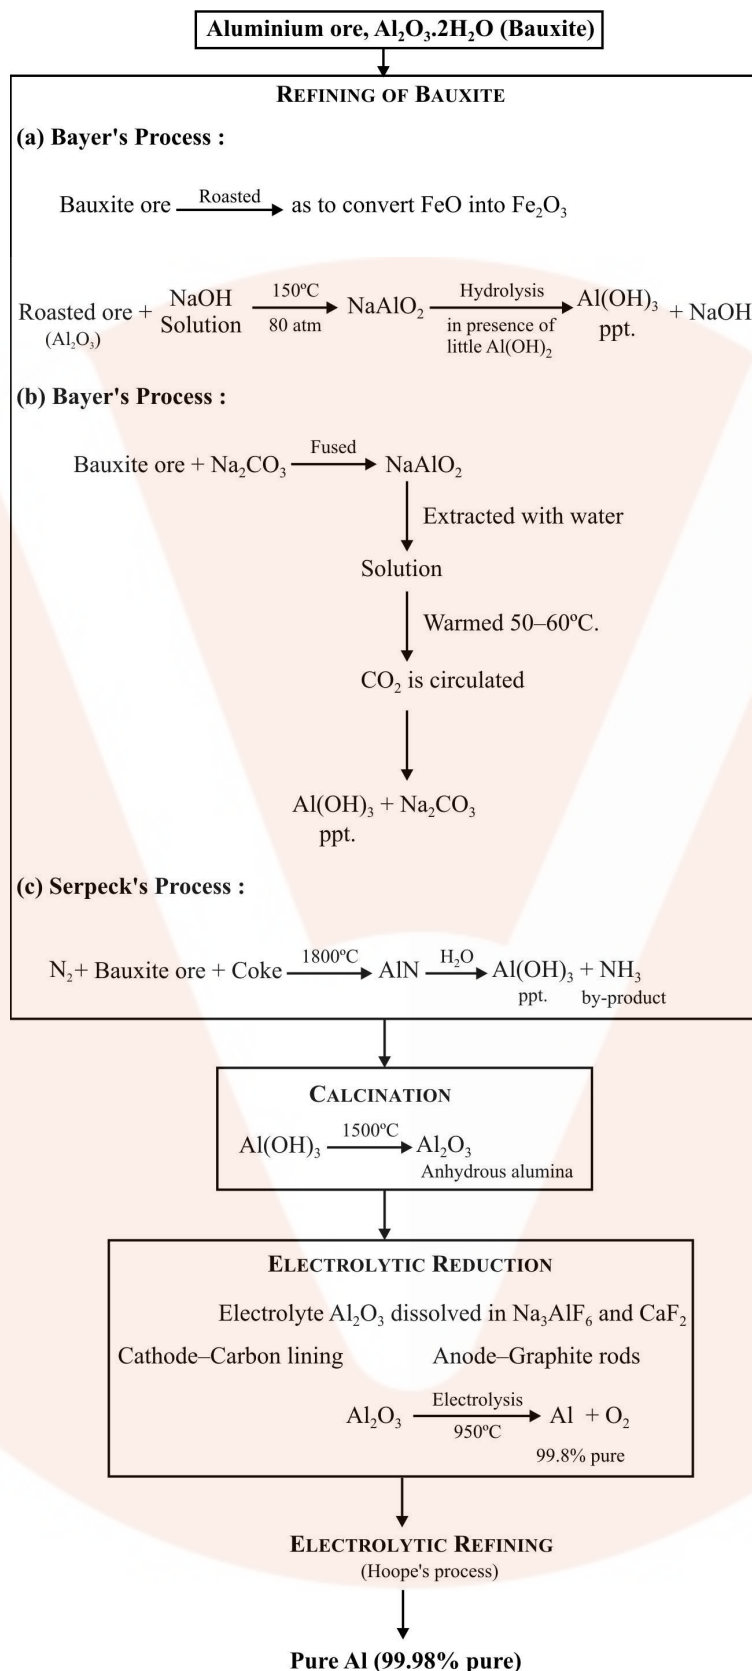 Aluminium ore, Al₂O₃.2H₂O (Bauxite)
REFINING OF BAUXITE
(a) Bayer's Process :
Bauxite ore Roasted as to convert FeO into Fe₂O₃
Roasted ore + NaOH Solution 150ºC NaAlO₂ Hydrolysis Al(OH)₃ + NaOH
(Al₂O₃) 80 atm in presence of little Al(OH)₂ ppt.
(b) Bayer's Process :
Bauxite ore + Na₂CO₃ Fused NaAlO₂
Extracted with water
Solution
Warmed 50–60ºC.
CO₂ is circulated
Al(OH)₃ + Na₂CO₃
ppt.
(c) Serpeck's Process :
N₂+ Bauxite ore + Coke 1800ºC AlN H₂O Al(OH)₃ + NH₃
ppt. by-product
CALCINATION
Al(OH)₃ 1500ºC Al₂O₃
Anhydrous alumina
ELECTROLYTIC REDUCTION
Electrolyte Al₂O₃ dissolved in Na₃AlF₆ and CaF₂
Cathode–Carbon lining Anode–Graphite rods
Al₂O₃ Electrolysis Al + O₂
950ºC
99.8% pure
ELECTROLYTIC REFINING
(Hoope's process)
Pure Al (99.98% pure)